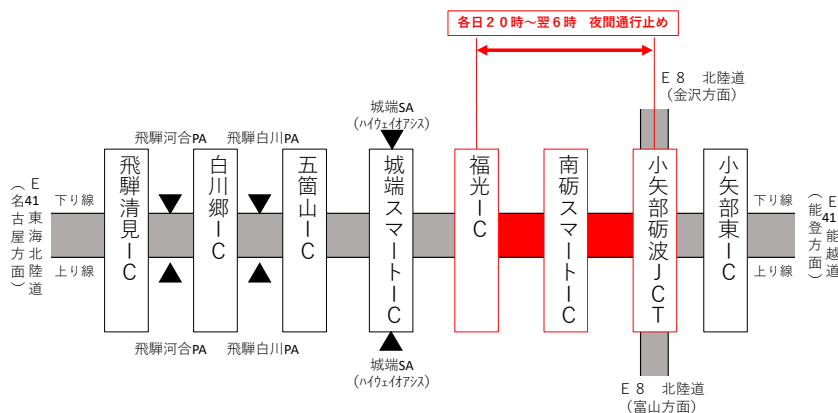 各日２０時～翌６時　夜間通行止め
Ｅ８　北陸道
（金沢方面）
城端SA
（ﾊｲｳｪｲｵｱｼｽ）
飛騨河合PA
飛騨白川PA
Ｅ41東海北陸道
（名古屋方面）
下り線
上り線
飛騨清見ＩＣ
白川郷ＩＣ
五箇山ＩＣ
城端スマートＩＣ
福光ＩＣ
南砺スマートＩＣ
小矢部砺波ＪＣＴ
小矢部東ＩＣ
下り線
上り線
Ｅ41能越道
（能登方面）
飛騨河合PA
飛騨白川PA
城端SA
（ﾊｲｳｪｲｵｱｼｽ）
Ｅ８　北陸道
（富山方面）